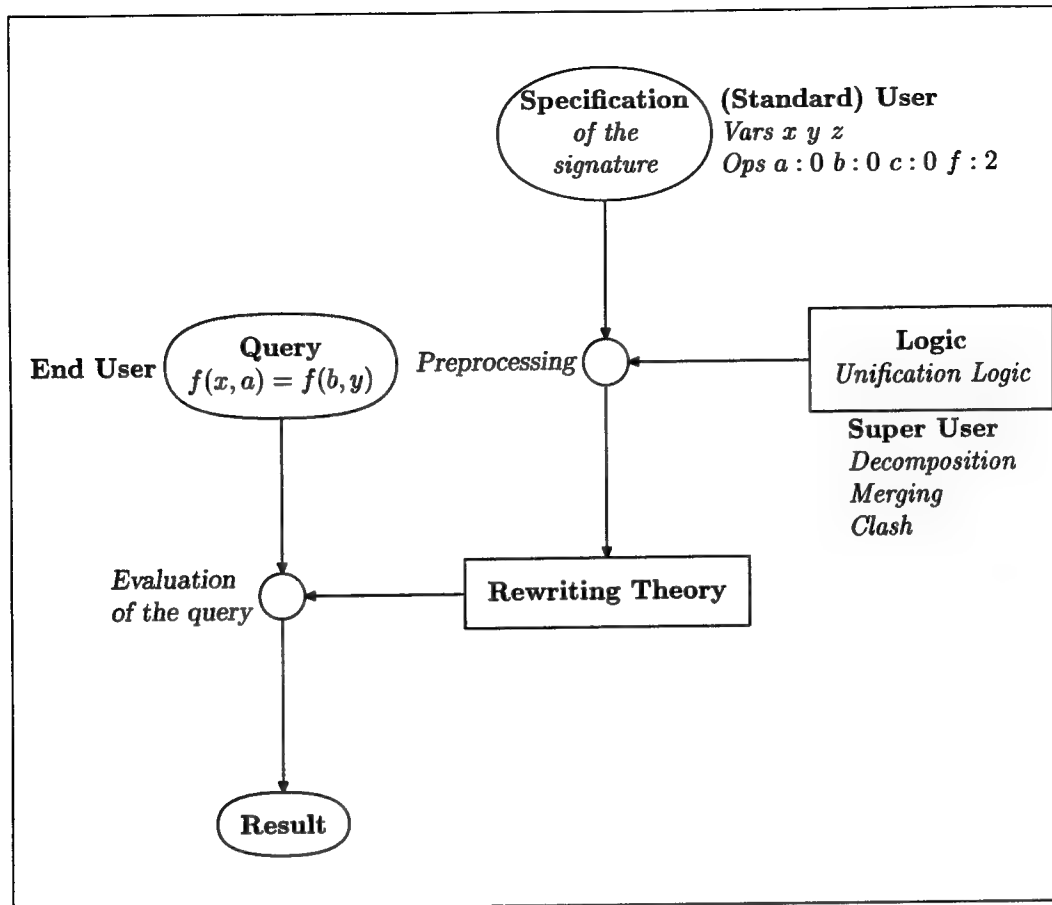 Specification
of the
signature
(Standard) User
Vars x y z
Ops a : 0 b : 0 c : 0 f : 2
End User
Query
f(x, a) = f(b, y)
Preprocessing
Logic
Unification Logic
Super User
Decomposition
Merging
Clash
Evaluation
of the query
Rewriting Theory
Result